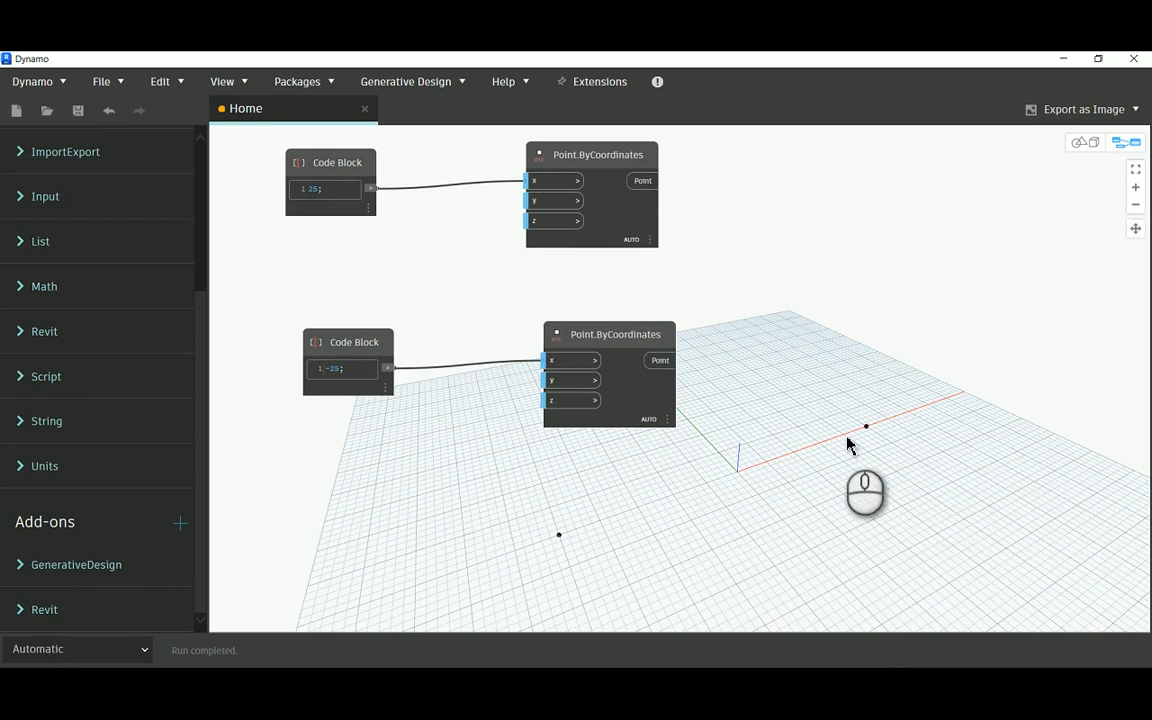 Dynamo
Dynamo File Edit View Packages Generative Design Help Extensions
Home
Export as Image
ImportExport
Input
List
Math
Revit
Script
String
Units
Add-ons
GenerativeDesign
Revit
Code Block
1 25;
>
Point.ByCoordinates
XYZ
x >
Point
y >
z >
AUTO
Code Block
1 -25;
>
Point.ByCoordinates
XYZ
x >
Point
y >
z >
AUTO
Automatic
Run completed.